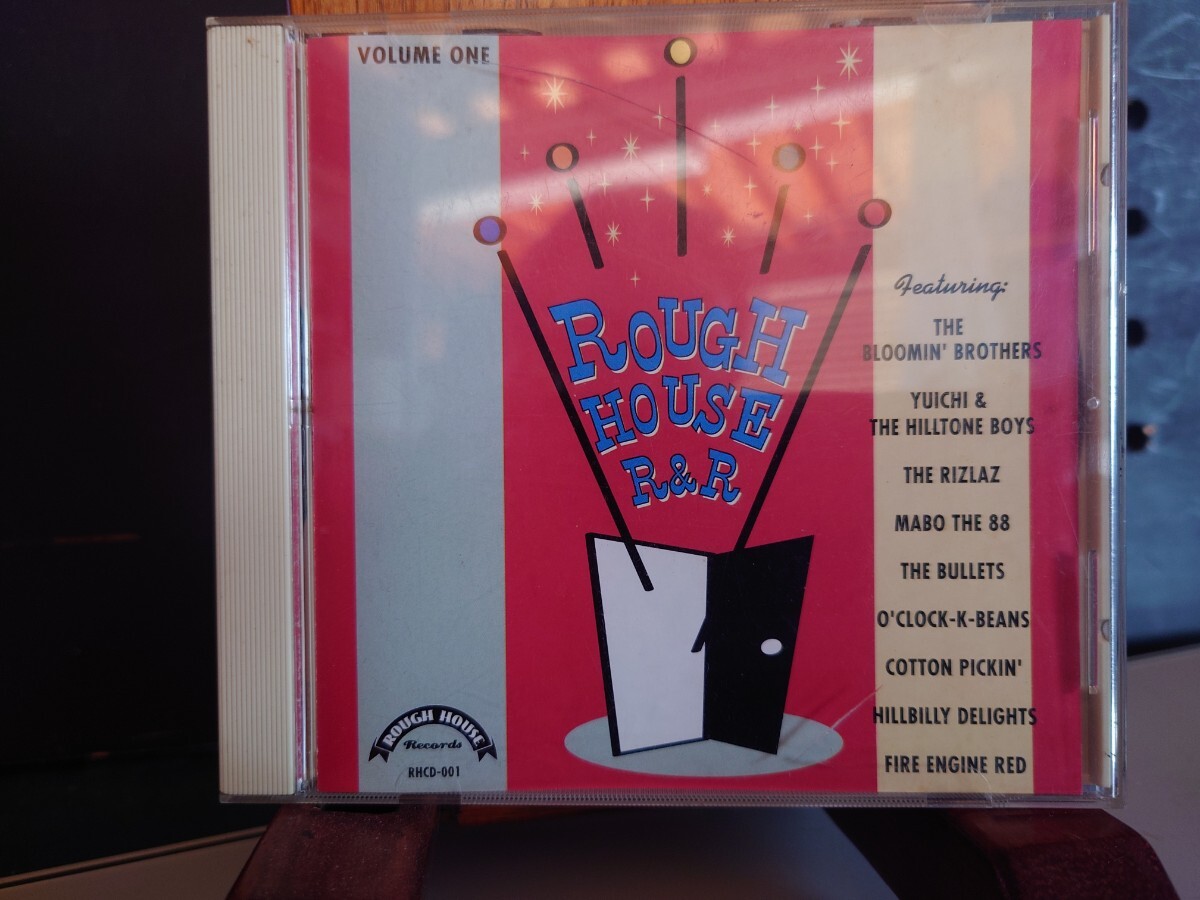 VOLUME ONE
ROUGH
HOUSE
R&R
Featuring:
THE
BLOOMIN' BROTHERS
YUICHI &
THE HILLTONE BOYS
THE RIZLAZ
MABO THE 88
THE BULLETS
O'CLOCK-K-BEANS
COTTON PICKIN'
HILLBILLY DELIGHTS
FIRE ENGINE RED
ROUGH HOUSE
Records
RHCD-001